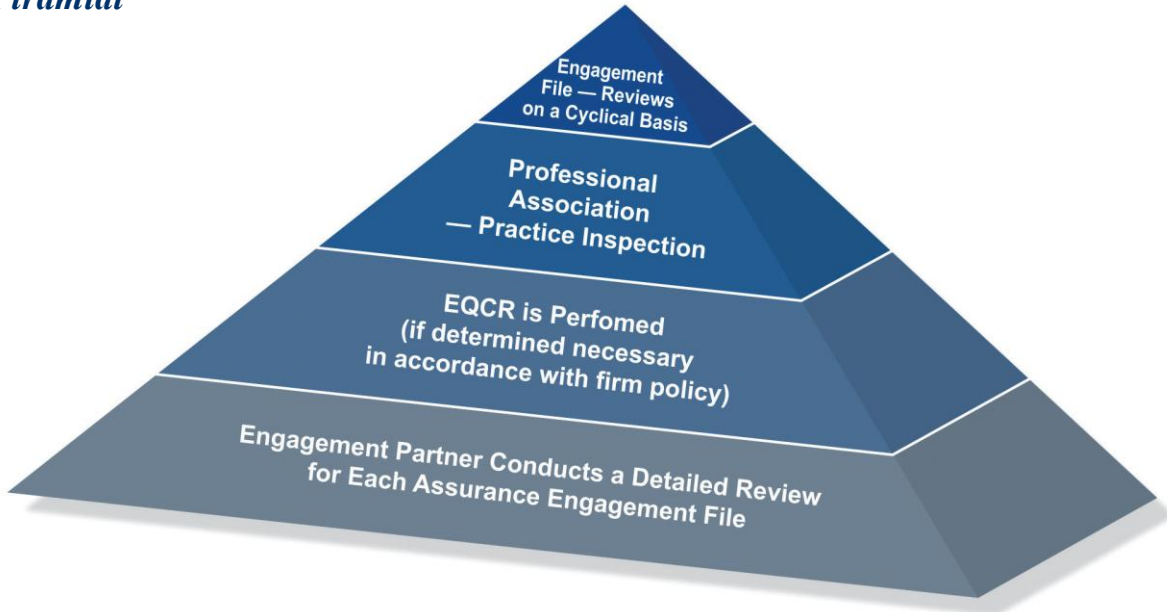 Engagement
File — Reviews
on a Cyclical Basis
Professional
Association
— Practice Inspection
EQCR is Perfomed
(if determined necessary
in accordance with firm policy)
Engagement Partner Conducts a Detailed Review
for Each Assurance Engagement File